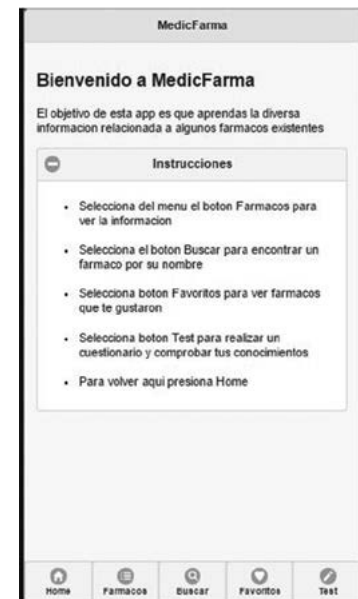 MedicFarma
Bienvenido a MedicFarma
El objetivo de esta app es que aprendas la diversa
informacion relacionada a algunos farmacos existentes
Instrucciones
• Selecciona del menu el boton Farmacos para
ver la informacion
• Selecciona el boton Buscar para encontrar un
farmaco por su nombre
• Selecciona boton Favoritos para ver farmacos
que te gustaron
• Selecciona boton Test para realizar un
cuestionario y comprobar tus conocimientos
• Para volver aqui presiona Home
Home Farmacos Buscar Favoritos Test